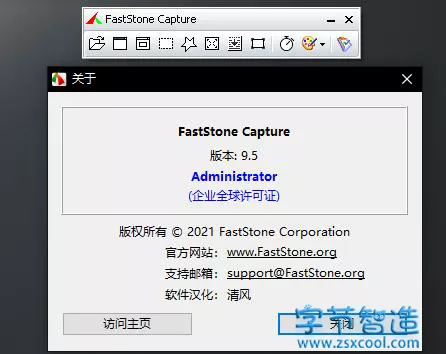 FastStone Capture
关于
FastStone Capture
版本: 9.5
Administrator
(企业全球许可证)
版权所有 © 2021 FastStone Corporation
官方网站: www.FastStone.org
支持邮箱: support@FastStone.org
软件汉化: 清风
访问主页
关闭
字节智造
www.zsxcool.com